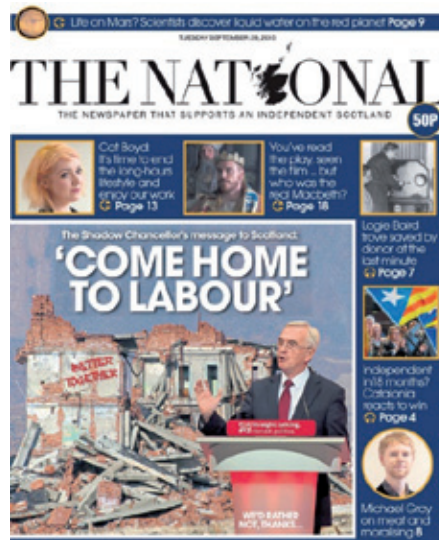 Life on Mars? Scientists discover liquid water on the red planet Page 9
TUESDAY SEPTEMBER 29, 2015
THE NATIONAL
THE NEWSPAPER THAT SUPPORTS AN INDEPENDENT SCOTLAND
50P
Cat Boyd
It's time to end
the long-hours
lifestyle and
enjoy our work
Page 13
You've read
the play, seen
the film ... but
who was the
real Macbeth?
Page 18
Logie Baird
trove saved by
donor at the
last minute
Page 7
The Shadow Chancellor's message to Scotland:
'COME HOME
TO LABOUR'
BETTER
TOGETHER
WE'D RATHER
NOT, THANKS...
Independent
in 18 months?
Catalonia
reacts to win
Page 4
Michael Gray
on meat and
moralising 8